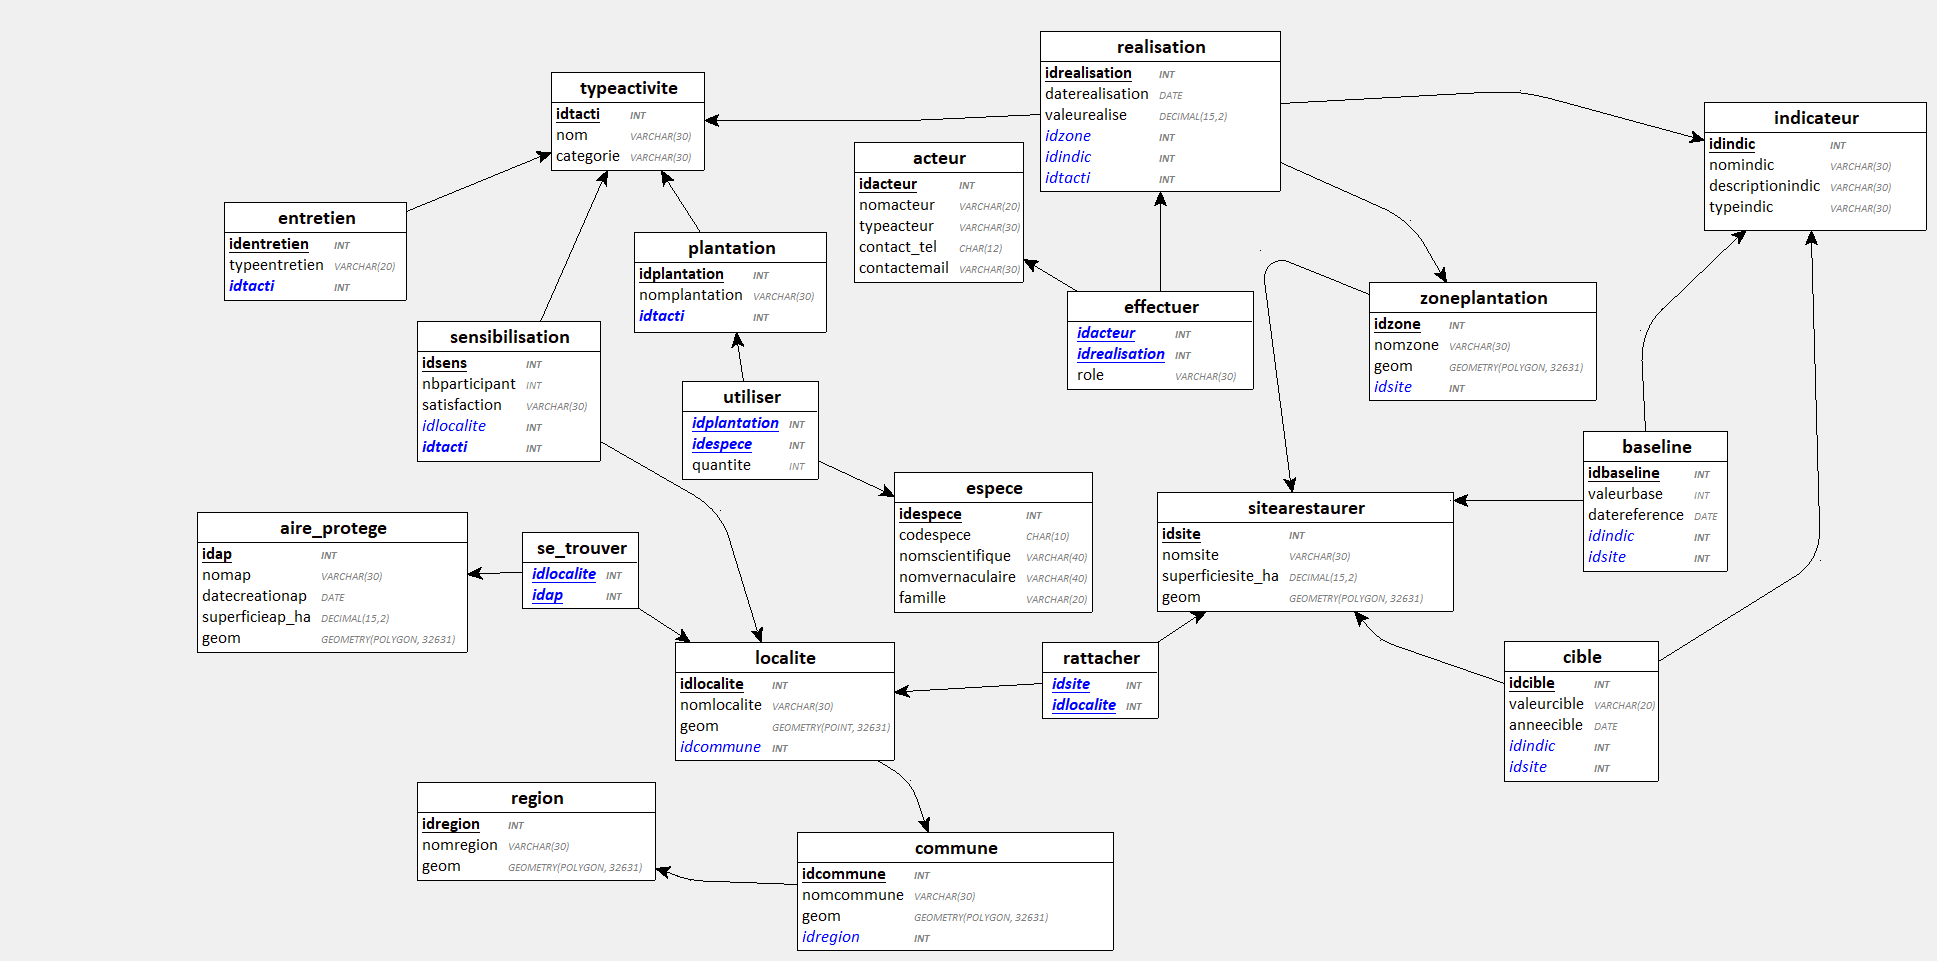 realisation
idrealisation INT
daterealisation DATE
valeurealise DECIMAL(15,2)
idzone INT
idindic INT
idtacti INT
typeactivite
idtacti INT
nom VARCHAR(30)
categorie VARCHAR(30)
indicateur
idindic INT
nomindic VARCHAR(30)
descriptionindic VARCHAR(30)
typeindic VARCHAR(30)
acteur
idacteur INT
nomacteur VARCHAR(20)
typeacteur VARCHAR(30)
contact_tel CHAR(12)
contactemail VARCHAR(30)
entretien
identretien INT
typeentretien VARCHAR(20)
idtacti INT
plantation
idplantation INT
nomplantation VARCHAR(30)
idtacti INT
effectuer
idacteur INT
idrealisation INT
role VARCHAR(30)
zoneplantation
idzone INT
nomzone VARCHAR(30)
geom GEOMETRY(POLYGON, 32631)
idsite INT
sensibilisation
idsens INT
nbparticipant INT
satisfaction VARCHAR(30)
idlocalite INT
idtacti INT
utiliser
idplantation INT
idespece INT
quantite INT
baseline
idbaseline INT
valeurbase INT
datereference DATE
idindic INT
idsite INT
espece
idespece INT
codespece CHAR(10)
nomscientifique VARCHAR(40)
nomvernaculaire VARCHAR(40)
famille VARCHAR(20)
sitearestaurer
idsite INT
nomsite VARCHAR(30)
superficiesite_ha DECIMAL(15,2)
geom GEOMETRY(POLYGON, 32631)
aire_protege
idap INT
nomap VARCHAR(30)
datecreationap DATE
superficieap_ha DECIMAL(15,2)
geom GEOMETRY(POLYGON, 32631)
se_trouver
idlocalite INT
idap INT
localite
idlocalite INT
nomlocalite VARCHAR(30)
geom GEOMETRY(POINT, 32631)
idcommune INT
rattacher
idsite INT
idlocalite INT
cible
idcible INT
valeurcible VARCHAR(20)
anneecible DATE
idindic INT
idsite INT
region
idregion INT
nomregion VARCHAR(30)
geom GEOMETRY(POLYGON, 32631)
commune
idcommune INT
nomcommune VARCHAR(30)
geom GEOMETRY(POLYGON, 32631)
idregion INT